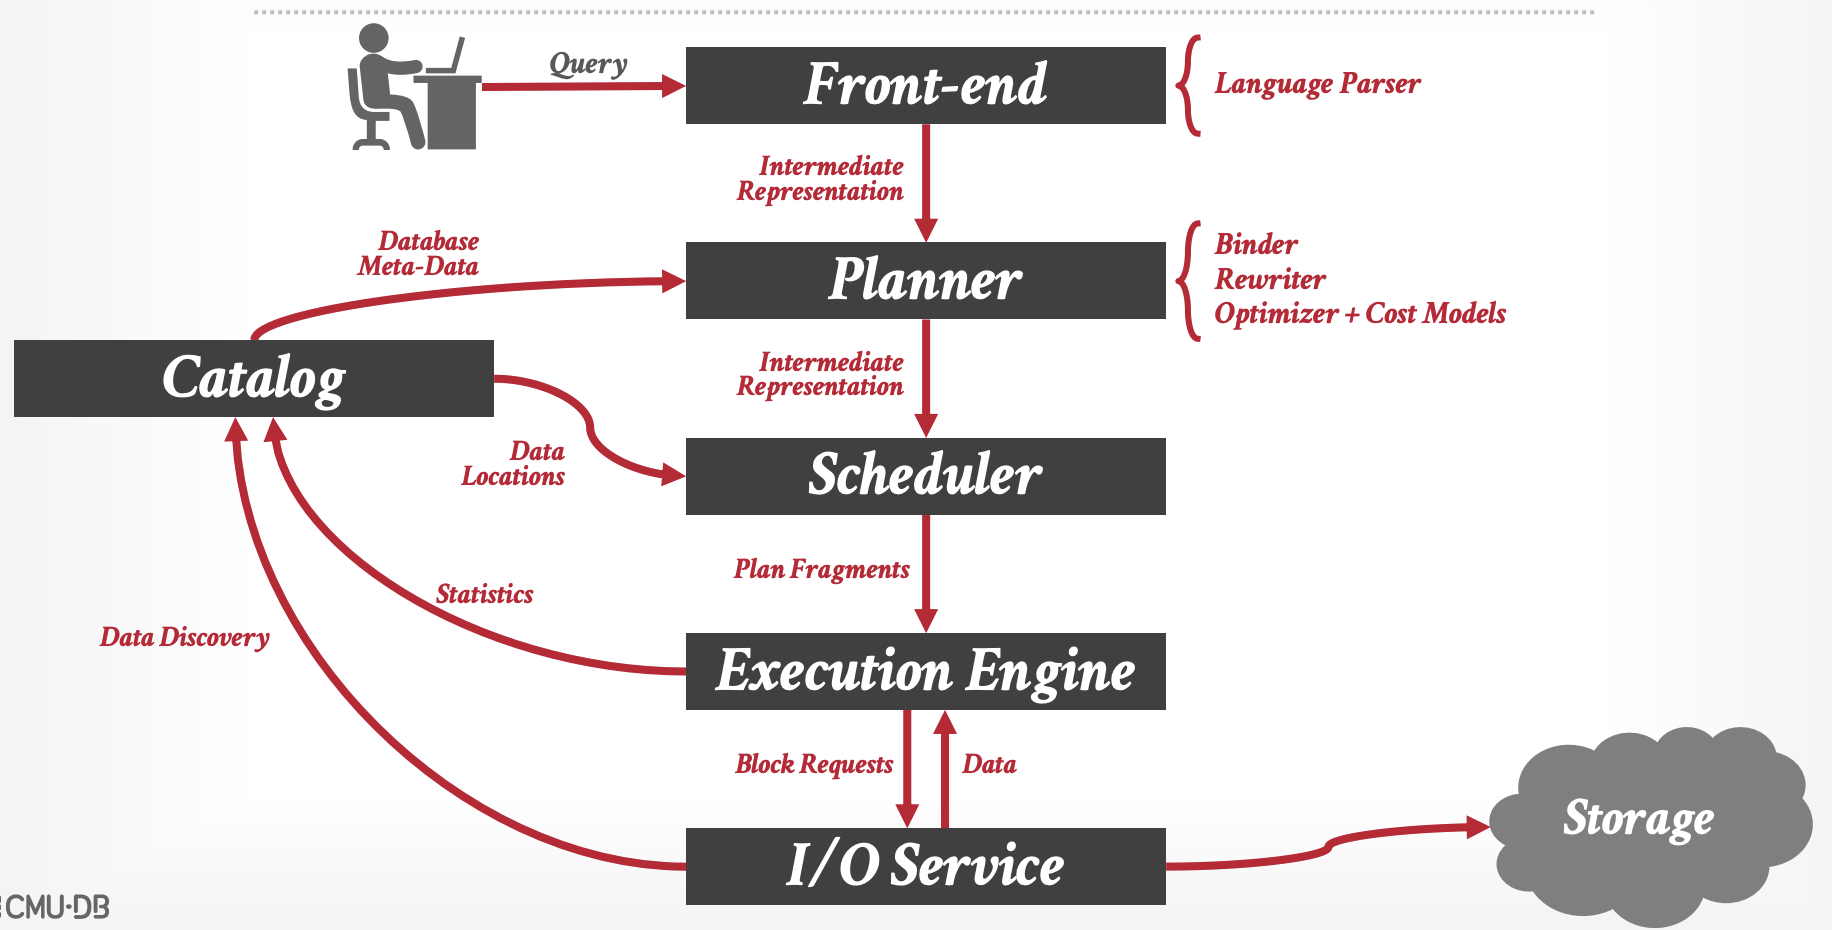 Query
Front-end
Language Parser
Intermediate
Representation
Database
Meta-Data
Planner
Binder
Rewriter
Optimizer + Cost Models
Catalog
Intermediate
Representation
Data
Locations
Scheduler
Plan Fragments
Statistics
Data Discovery
Execution Engine
Block Requests
Data
I/O Service
Storage
CMU·DB